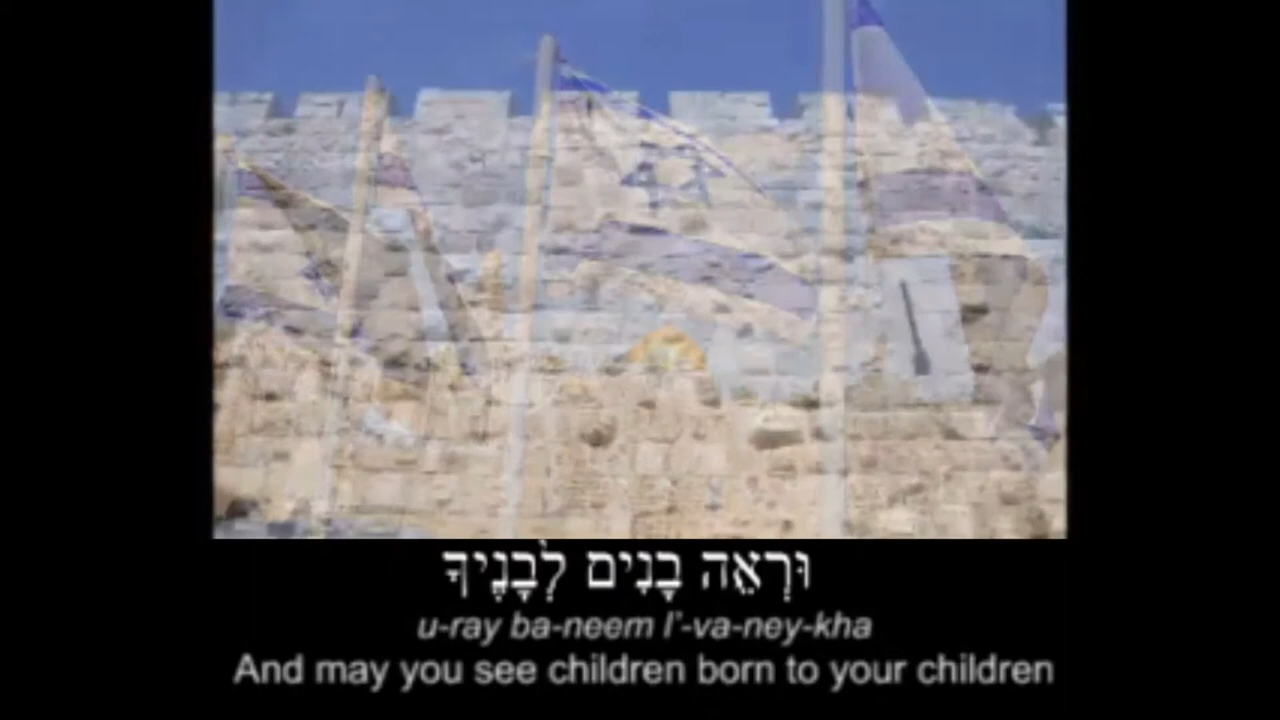 וּרְאֵה בָנִים לְבָנֶיךָ
u-ray ba-neem l'-va-ney-kha
And may you see children born to your children